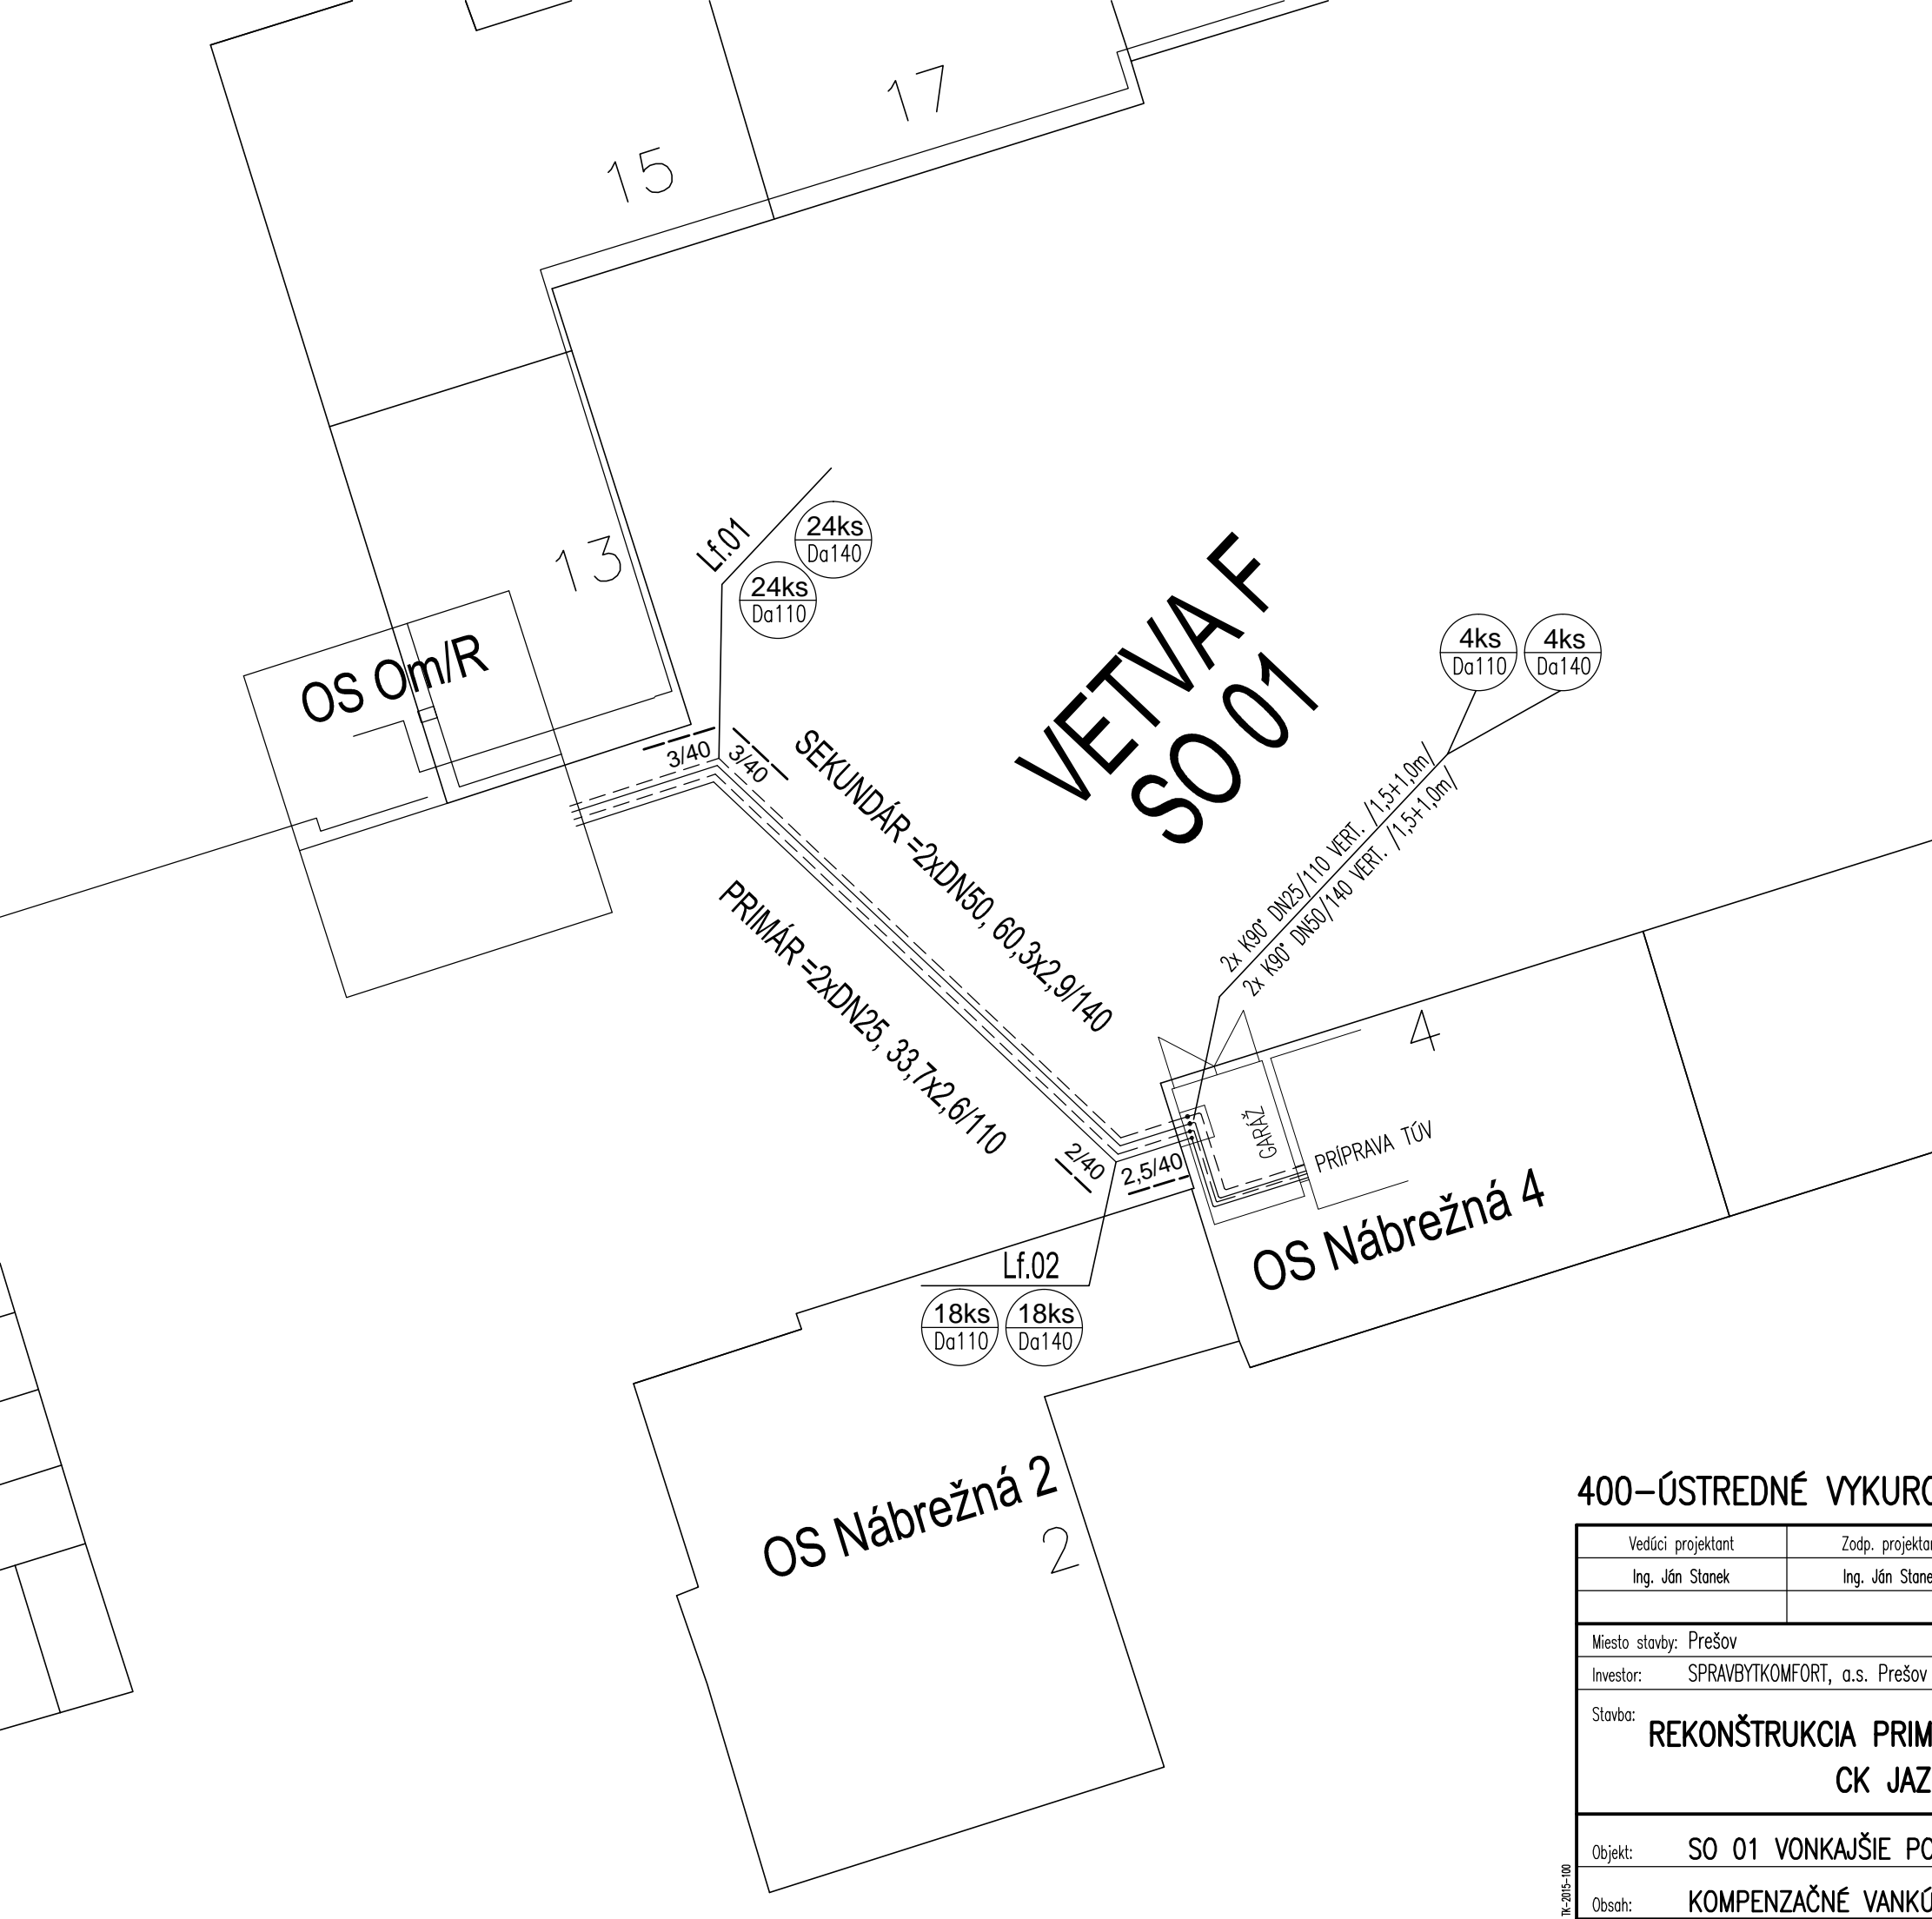 17
15
13
OS Om/R
Lf.01
24ks
Da140
24ks
Da110
3/40
3/40
SEKUNDÁR =2xDN50, 60,3x2,9/140
PRIMÁR =2xDN25, 33,7x2,6/110
VETVA F
SO 01
4ks
Da110
4ks
Da140
2x K90° DN25/110 VERT. /1,5+1,0m/
2x K90° DN50/140 VERT. /1,5+1,0m/
4
GARÁŽ
PRÍPRAVA TÚV
2/40
2,5/40
OS Nábrežná 4
Lf.02
18ks
Da110
18ks
Da140
OS Nábrežná 2
2
400-ÚSTREDNÉ VYKURO
Vedúci projektant
Zodp. projektan
Ing. Ján Stanek
Ing. Ján Stane
Miesto stavby: Prešov
Investor: SPRAVBYTKOMFORT, a.s. Prešov
Stavba:
REKONŠTRUKCIA PRIM
CK JAZ
Objekt: SO 01 VONKAJŠIE PO
Obsah: KOMPENZAČNÉ VANKÚ
TK-2015-100